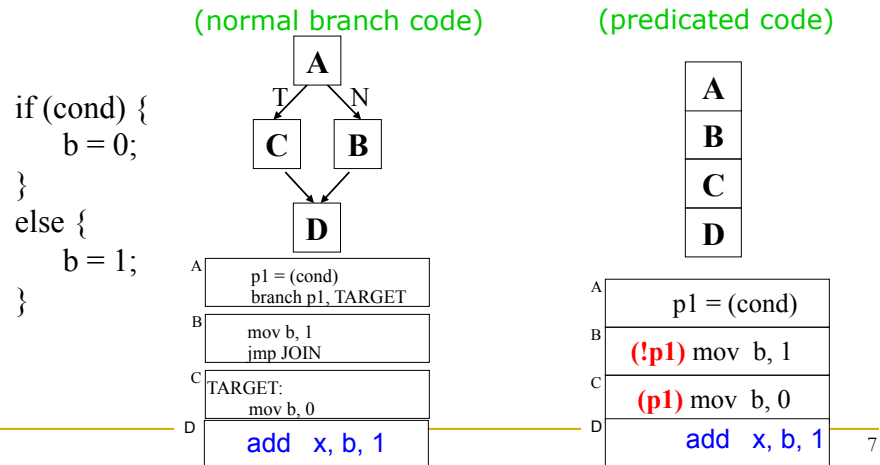 (normal branch code)
(predicated code)
if (cond) {
b = 0;
}
else {
b = 1;
}
A
T
N
C
B
D
A
p1 = (cond)
branch p1, TARGET
B
mov b, 1
jmp JOIN
C
TARGET:
mov b, 0
D
add x, b, 1
A
B
C
D
A
p1 = (cond)
B
(!p1) mov b, 1
C
(p1) mov b, 0
D
add x, b, 1
7